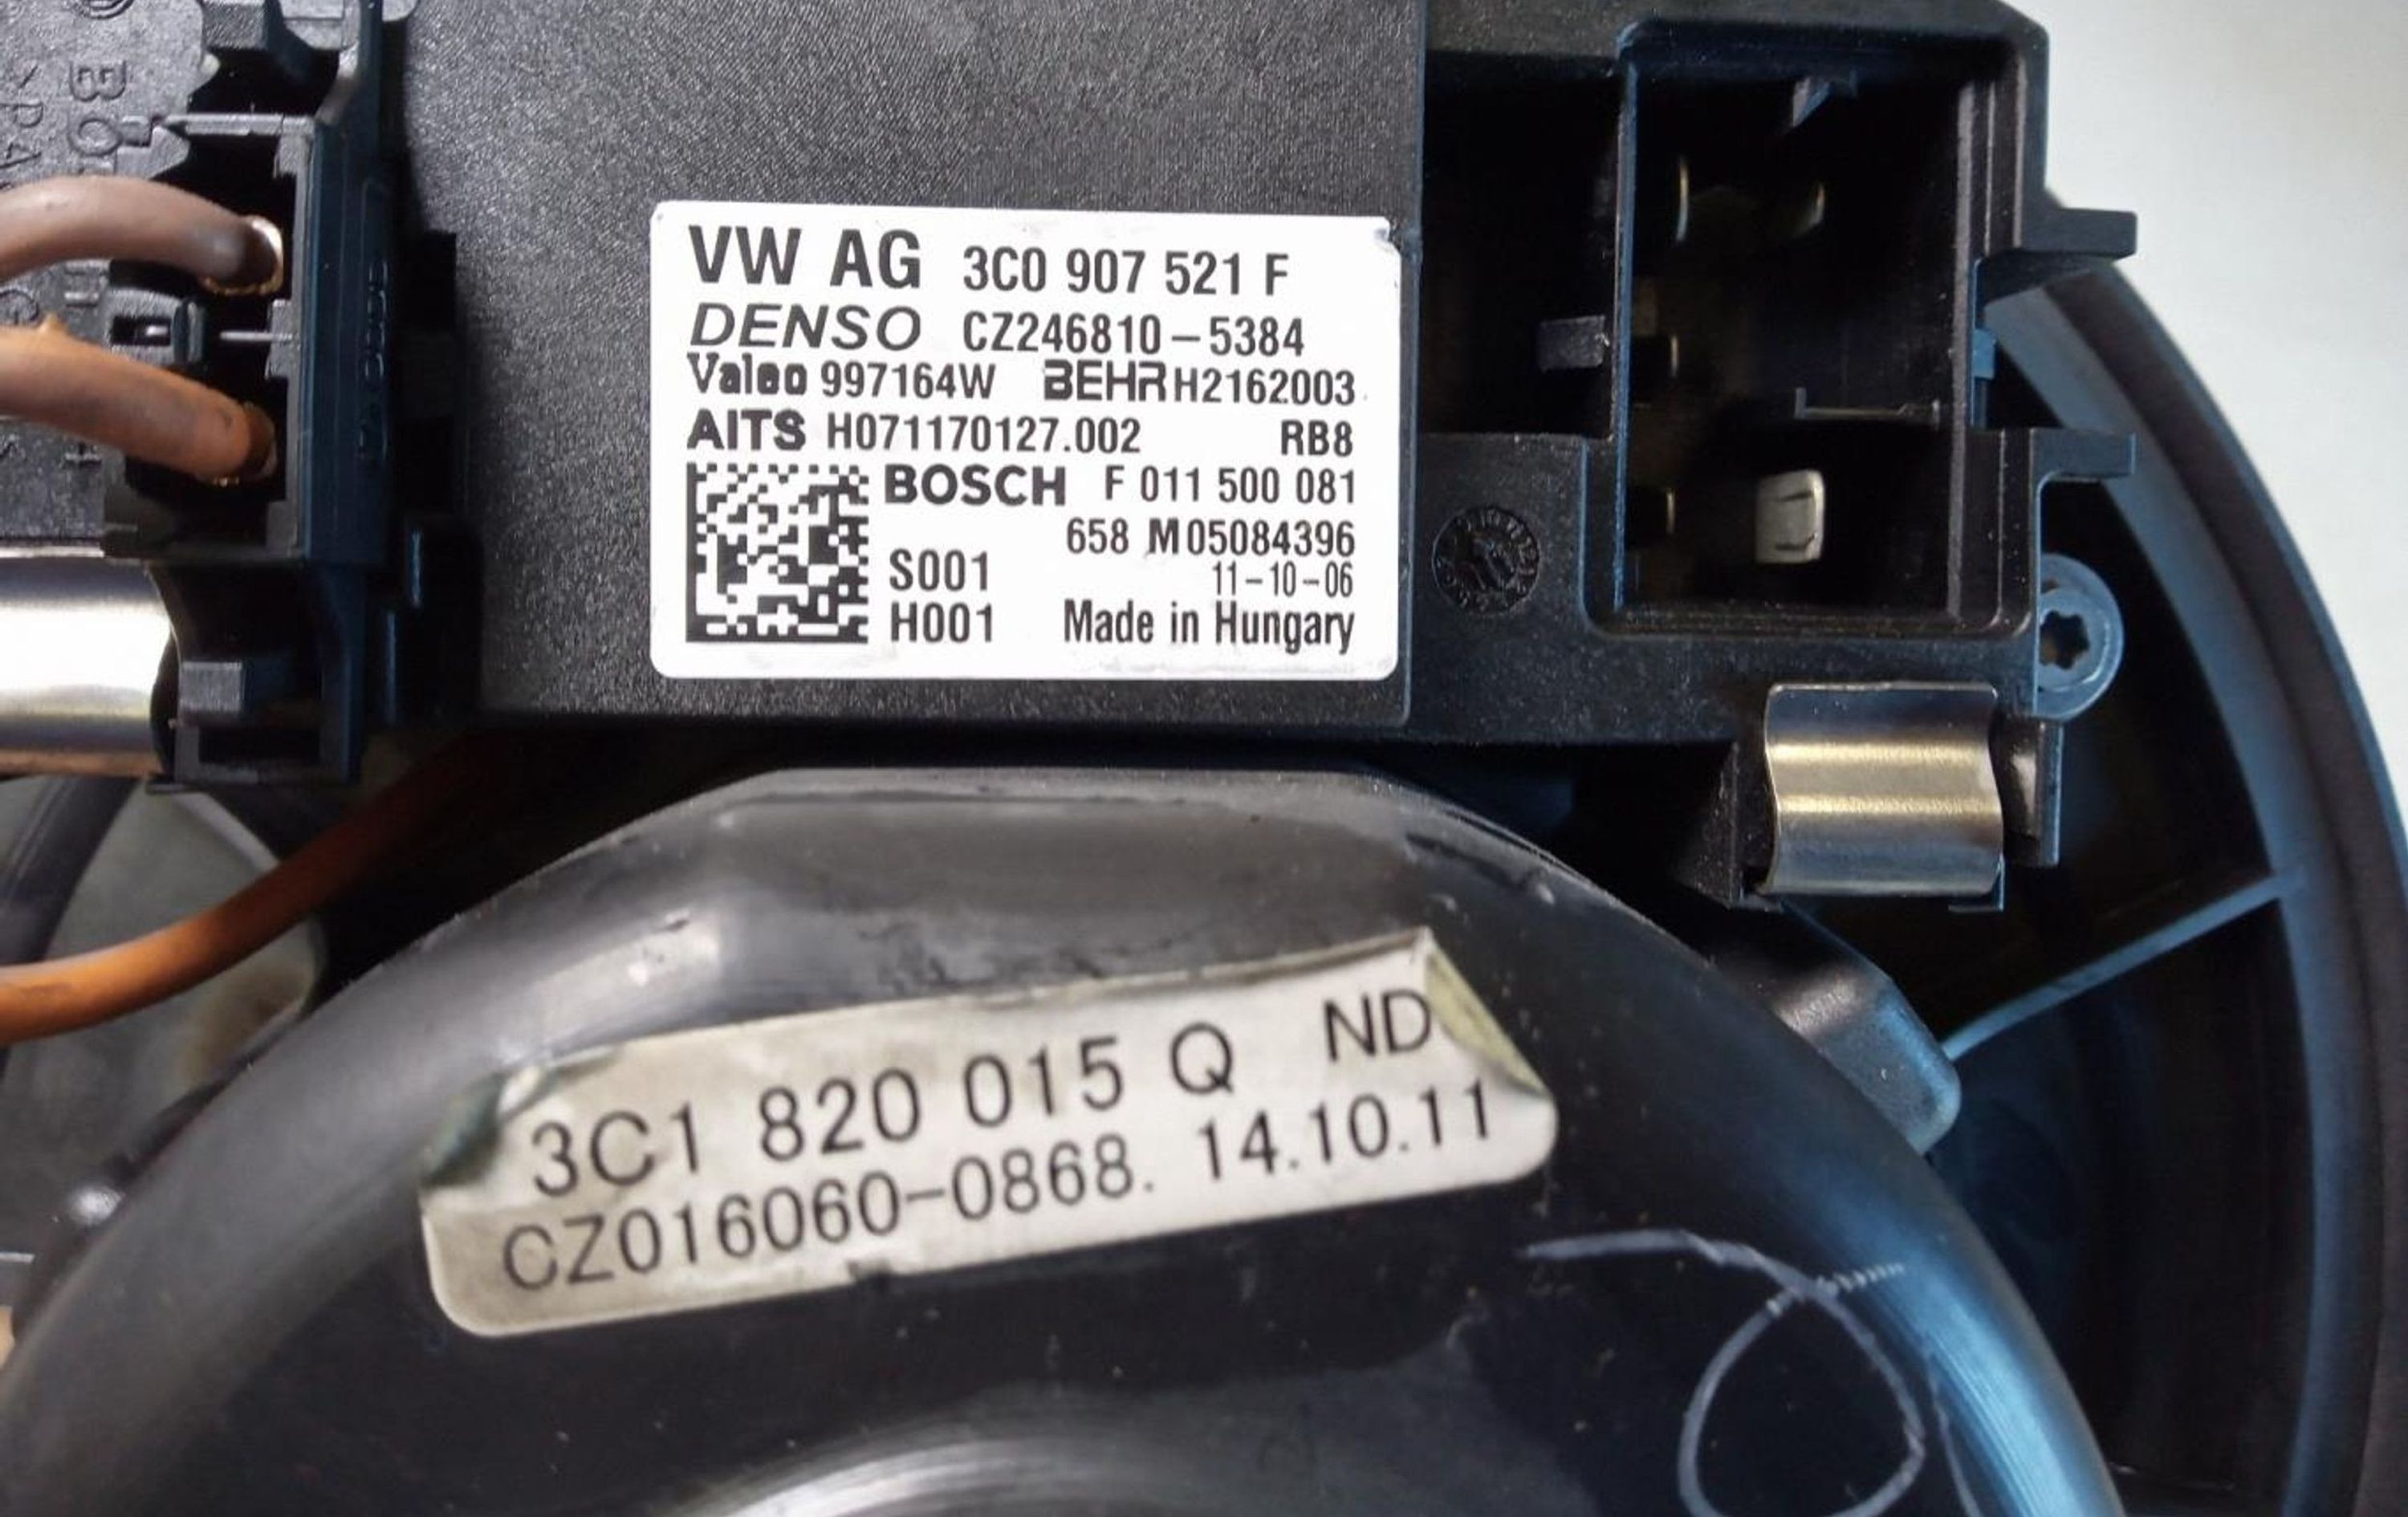 VW AG 3C0 907 521 F
DENSO CZ246810-5384
Valeo 997164W BEHR H2162003
AITS H071170127.002 RB8
BOSCH F 011 500 081
658 M05084396
S001 11-10-06
H001 Made in Hungary
3C1 820 015 Q ND
CZ016060-0868. 14.10.11